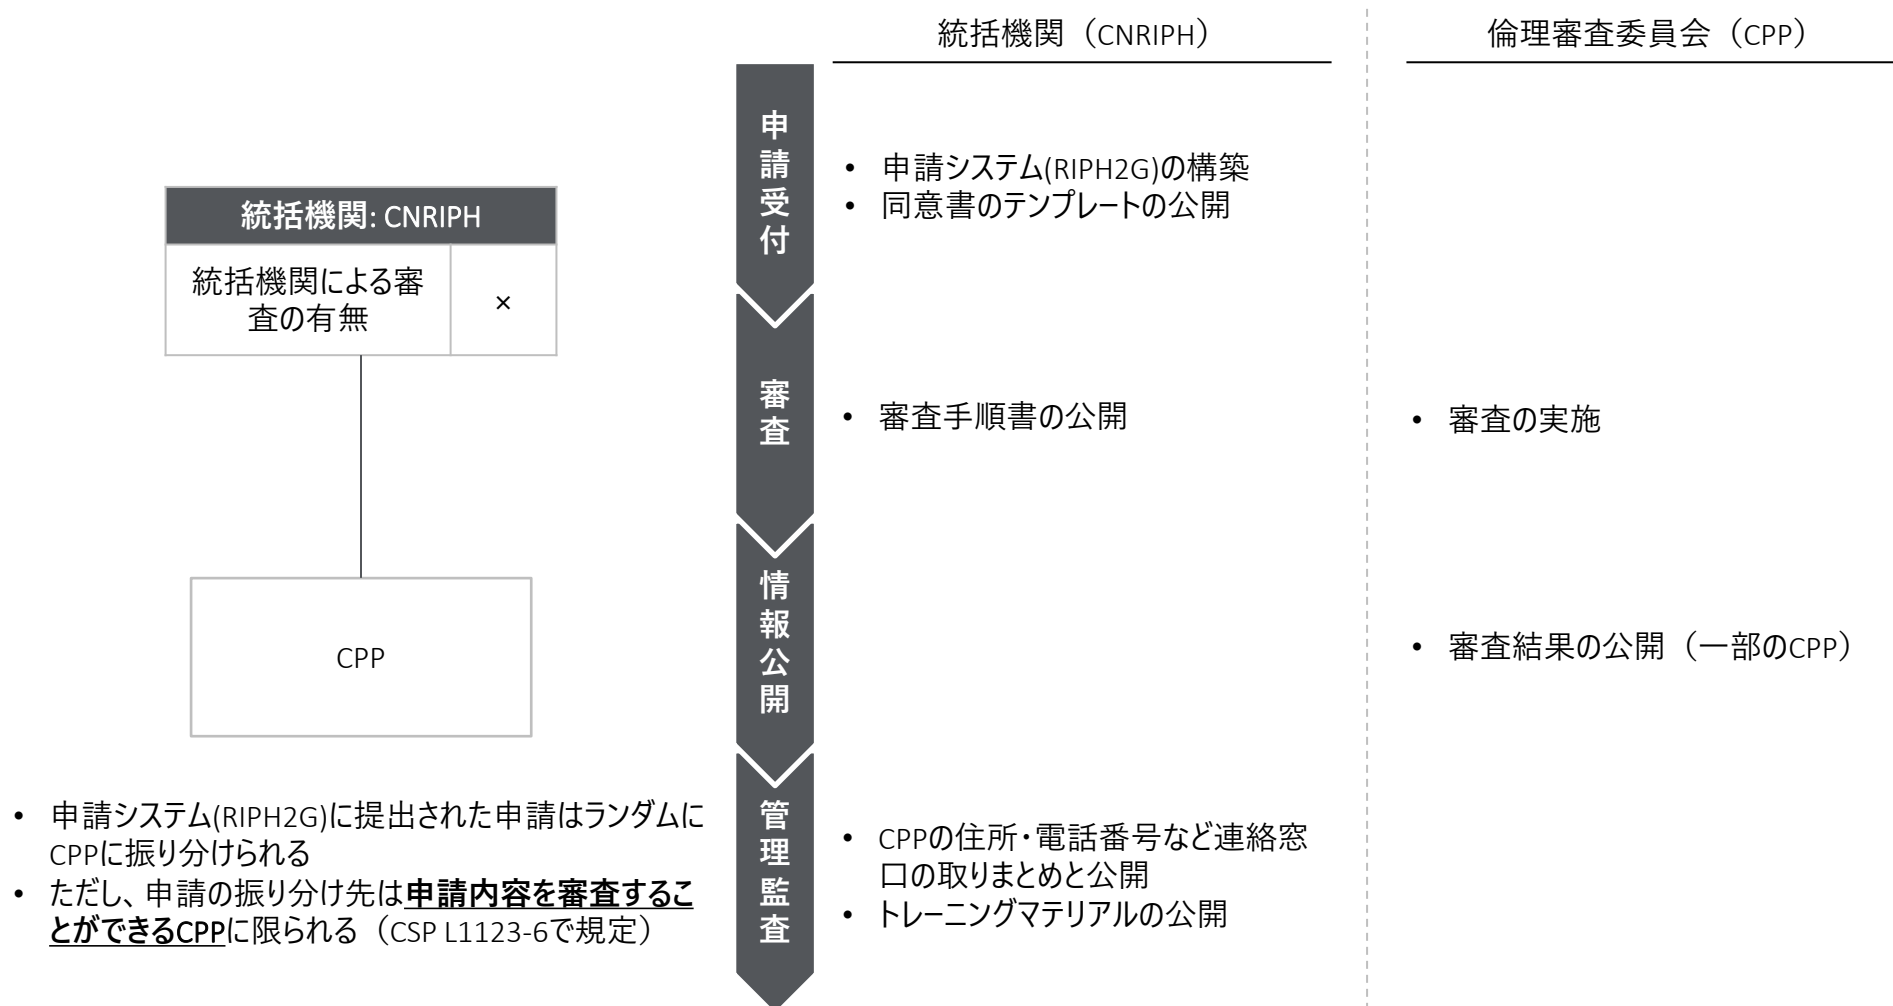 統括機関（CNRIPH）
倫理審査委員会（CPP）
統括機関: CNRIPH
統括機関による審
査の有無
×
CPP
• 申請システム(RIPH2G)に提出された申請はランダムに
CPPに振り分けられる
• ただし、申請の振り分け先は申請内容を審査するこ
とができるCPPに限られる（CSP L1123-6で規定）
申請受付
• 申請システム(RIPH2G)の構築
• 同意書のテンプレートの公開
審査
• 審査手順書の公開
• 審査の実施
情報公開
• 審査結果の公開（一部のCPP）
管理監査
• CPPの住所・電話番号など連絡窓
口の取りまとめと公開
• トレーニングマテリアルの公開